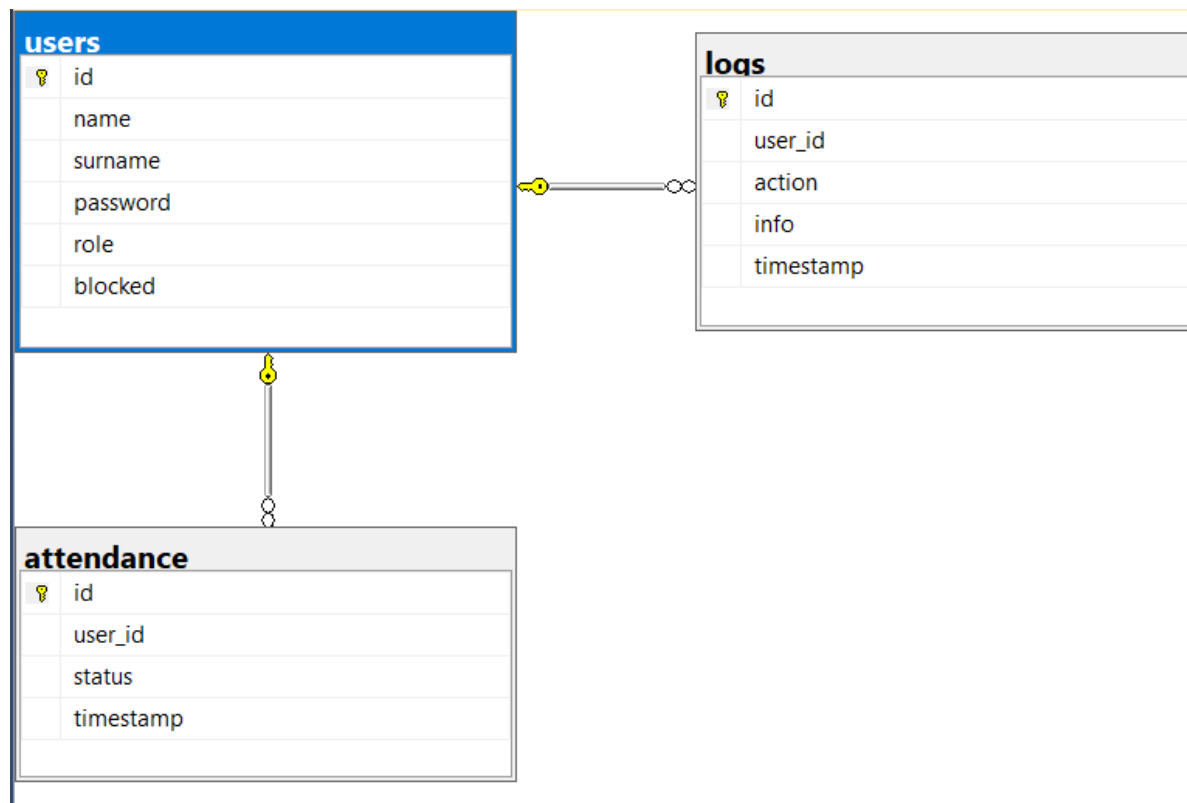 users
id
name
surname
password
role
blocked
logs
id
user_id
action
info
timestamp
attendance
id
user_id
status
timestamp